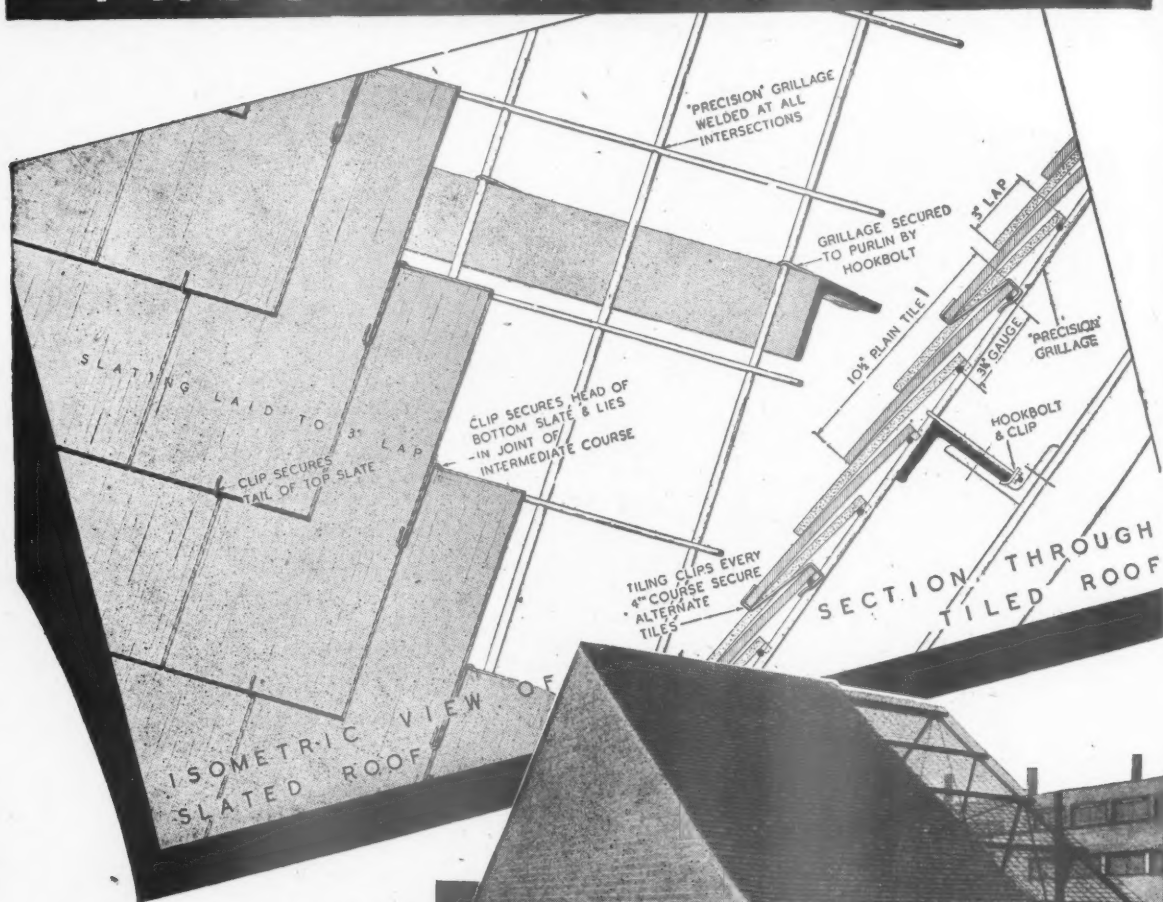 "PRECISION" GRILLAGE
WELDED AT ALL
INTERSECTIONS
GRILLAGE SECURED
TO PURLIN BY
HOOKBOLT
3" LAP
10½" PLAIN TILE
"PRECISION"
GRILLAGE
GAUGE
HOOKBOLT
& CLIP
SLATING LAID TO 3" LAP
CLIP SECURES
TAIL OF TOP SLATE
CLIP SECURES HEAD OF
BOTTOM SLATE & LIES
IN JOINT OF
INTERMEDIATE COURSE
TILING CLIPS EVERY
4TH COURSE SECURE
ALTERNATE
TILES
SECTION THROUGH
TILED ROOF
ISOMETRIC VIEW OF
SLATED ROOF